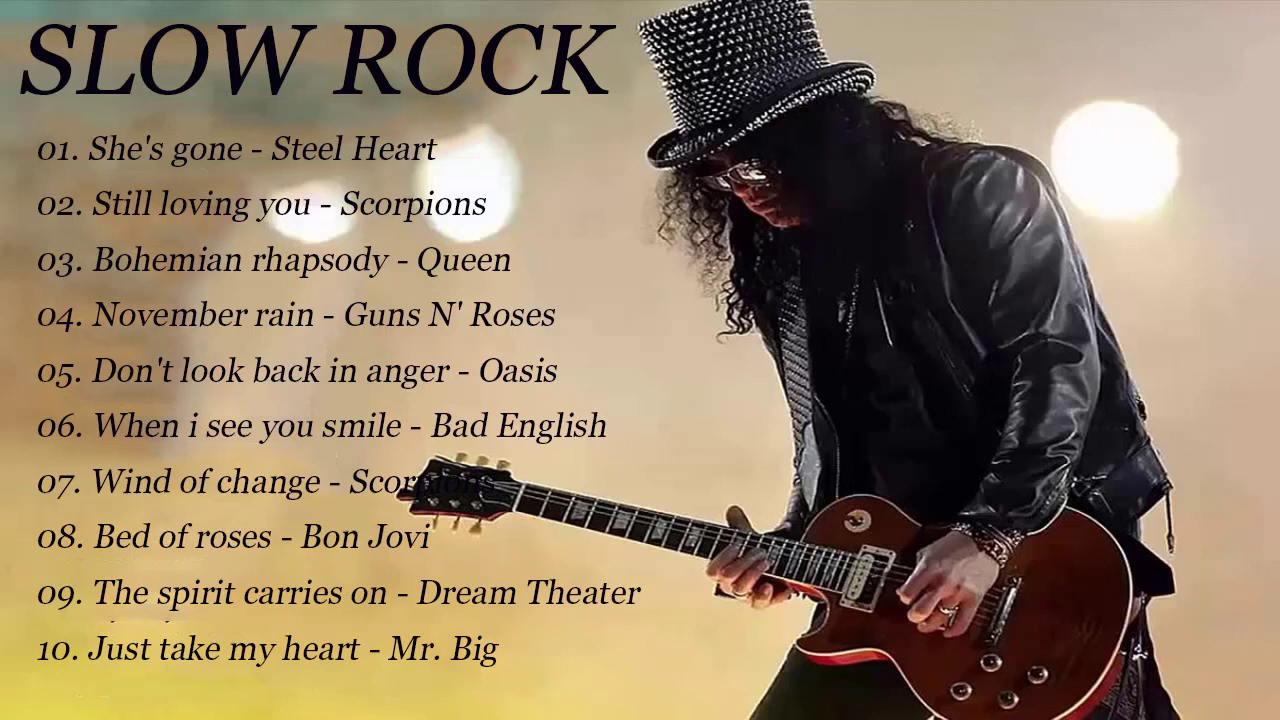 SLOW ROCK
01. She's gone - Steel Heart
02. Still loving you - Scorpions
03. Bohemian rhapsody - Queen
04. November rain - Guns N' Roses
05. Don't look back in anger - Oasis
06. When i see you smile - Bad English
07. Wind of change - Scorpions
08. Bed of roses - Bon Jovi
09. The spirit carries on - Dream Theater
10. Just take my heart - Mr. Big